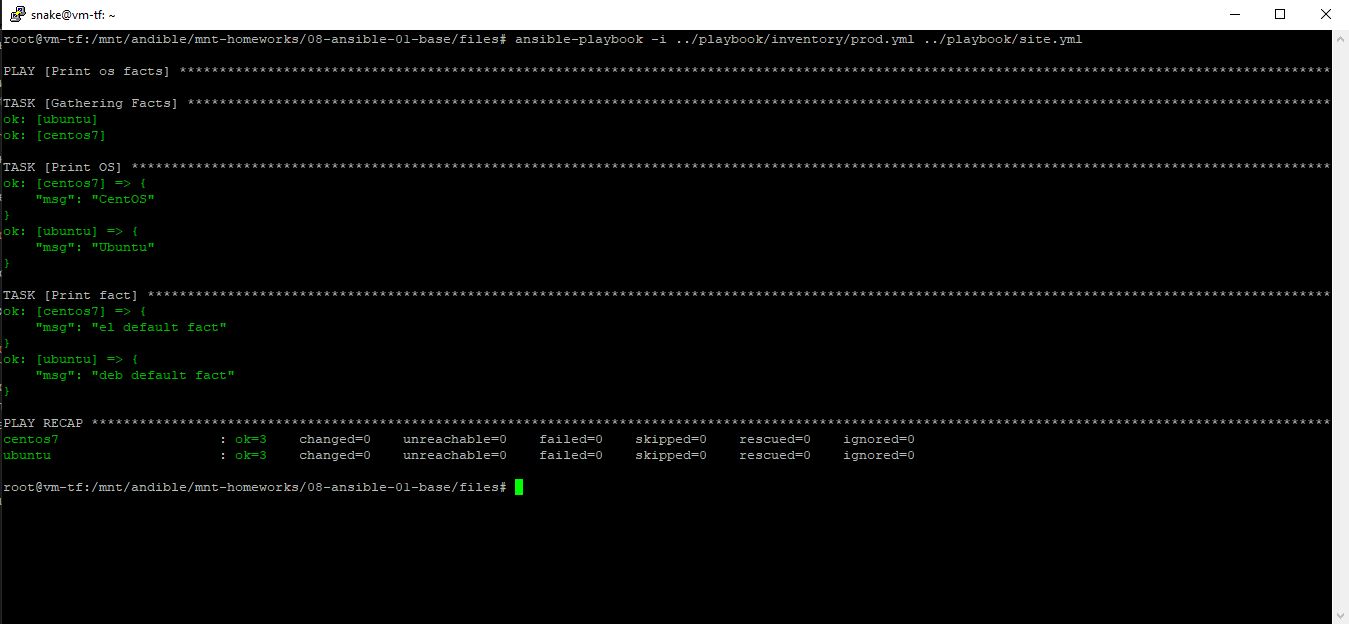 snake@vm-tf: ~
root@vm-tf:/mnt/andible/mnt-homeworks/08-ansible-01-base/files# ansible-playbook -i ../playbook/inventory/prod.yml ../playbook/site.yml
PLAY [Print os facts] ************************************************************************************************************************************************
TASK [Gathering Facts] ***********************************************************************************************************************************************
ok: [ubuntu]
ok: [centos7]
TASK [Print OS] ******************************************************************************************************************************************************
ok: [centos7] => {
    "msg": "CentOS"
}
ok: [ubuntu] => {
    "msg": "Ubuntu"
}
TASK [Print fact] ****************************************************************************************************************************************************
ok: [centos7] => {
    "msg": "el default fact"
}
ok: [ubuntu] => {
    "msg": "deb default fact"
}
PLAY RECAP ***********************************************************************************************************************************************************
centos7                    : ok=3    changed=0    unreachable=0    failed=0    skipped=0    rescued=0    ignored=0
ubuntu                     : ok=3    changed=0    unreachable=0    failed=0    skipped=0    rescued=0    ignored=0
root@vm-tf:/mnt/andible/mnt-homeworks/08-ansible-01-base/files#